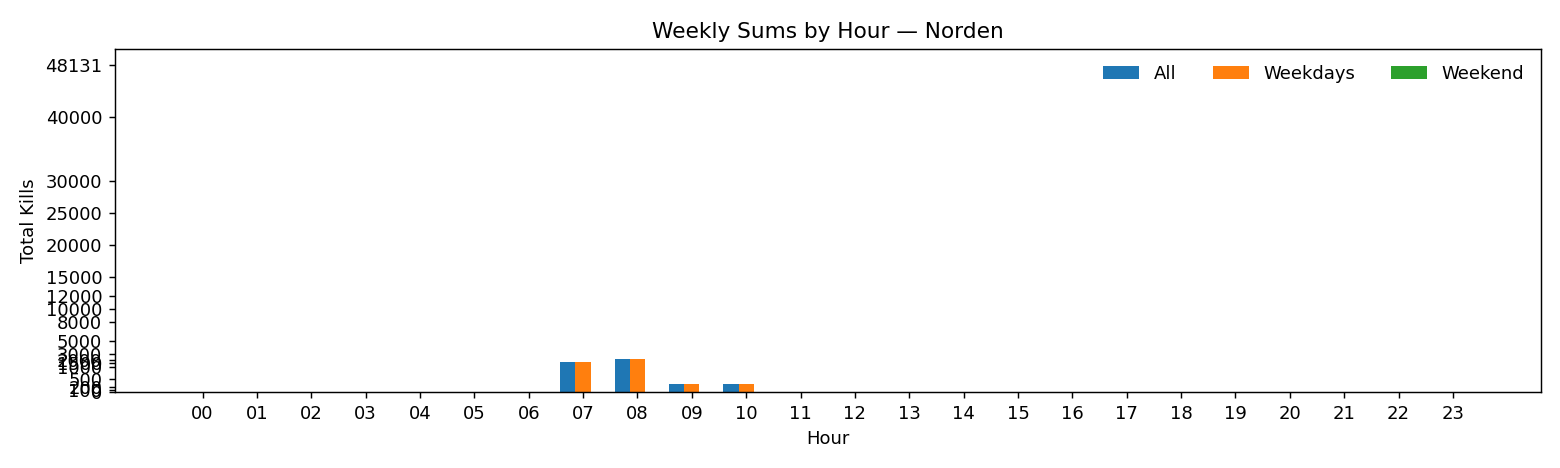 Weekly Sums by Hour — Norden
All Weekdays Weekend
Total Kills
48131
40000
30000
25000
20000
15000
12000
10000
8000
5000
3000
1000
500
00 01 02 03 04 05 06 07 08 09 10 11 12 13 14 15 16 17 18 19 20 21 22 23
Hour